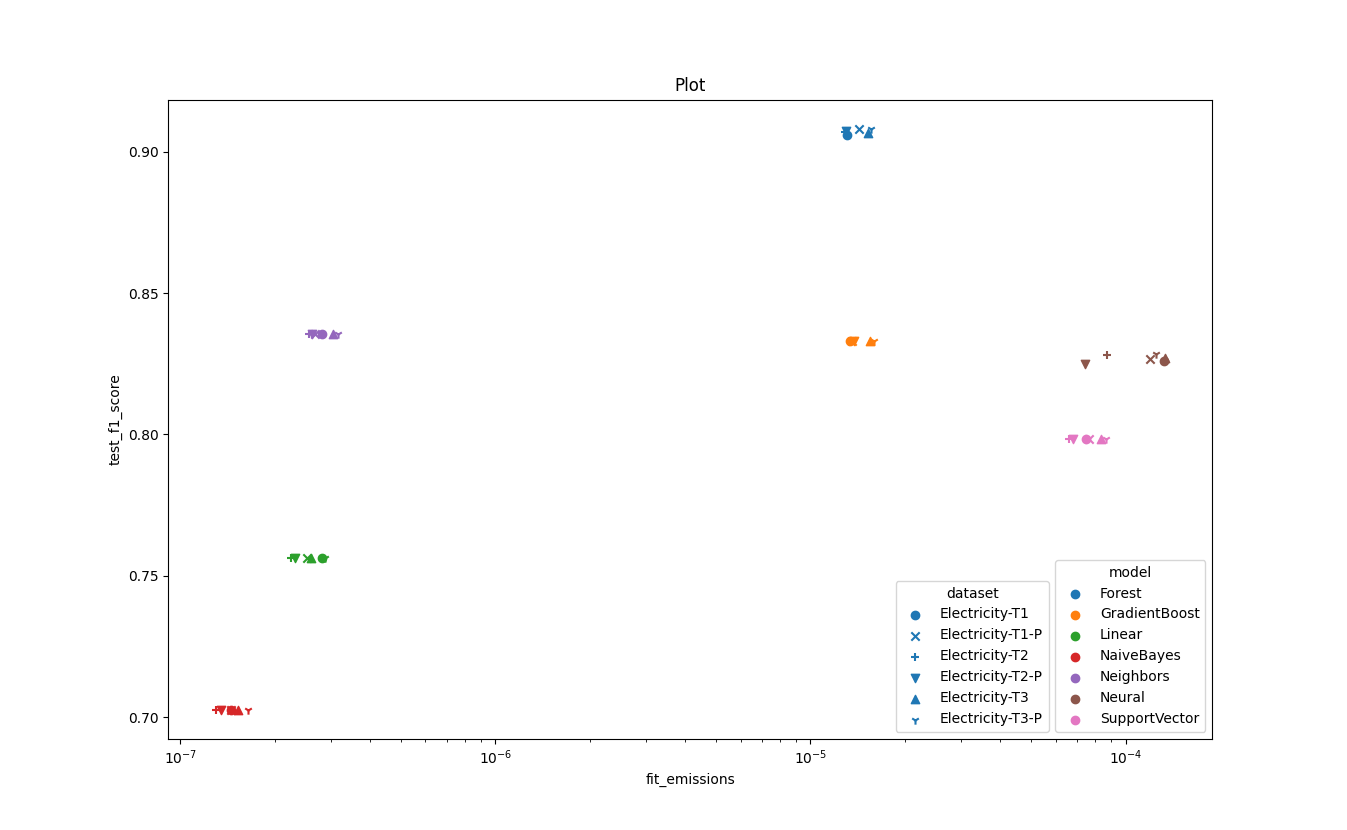 Plot
0.90
0.85
0.80
0.75
0.70
test_f1_score
10^-7
10^-6
10^-5
10^-4
fit_emissions
dataset
Electricity-T1
Electricity-T1-P
Electricity-T2
Electricity-T2-P
Electricity-T3
Electricity-T3-P
model
Forest
GradientBoost
Linear
NaiveBayes
Neighbors
Neural
SupportVector